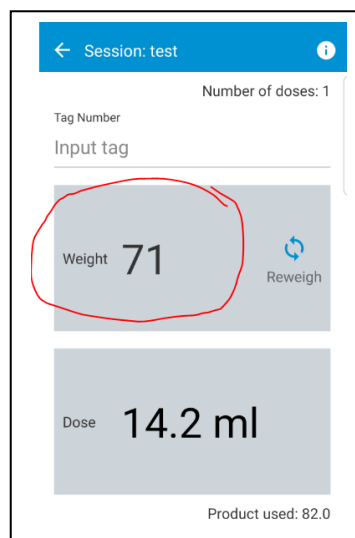 Session: test
Number of doses: 1
Tag Number
Input tag
Weight 71
Reweigh
Dose 14.2 ml
Product used: 82.0